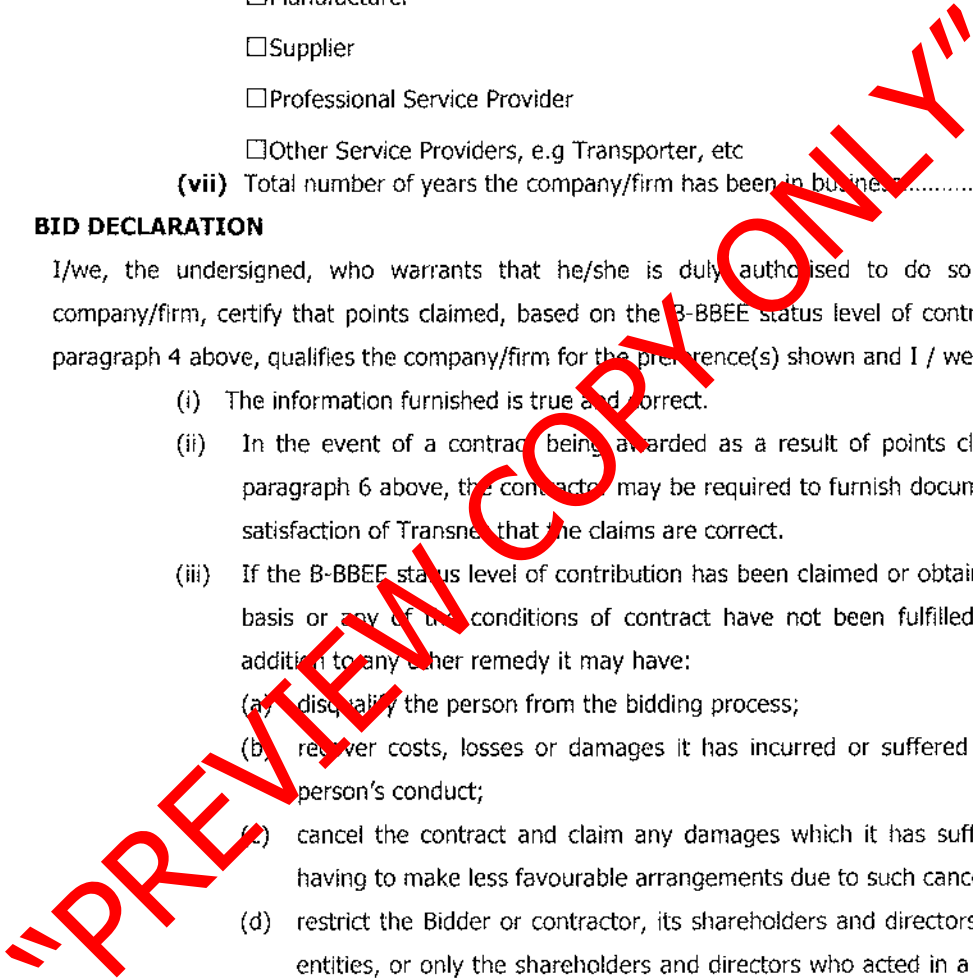 ☐Manufacturer
☐Supplier
☐Professional Service Provider
☐Other Service Providers, e.g Transporter, etc
(vii) Total number of years the company/firm has been in business...........
BID DECLARATION
I/we, the undersigned, who warrants that he/she is duly authorised to do so
company/firm, certify that points claimed, based on the B-BBEE status level of contr
paragraph 4 above, qualifies the company/firm for the preference(s) shown and I / we
(i) The information furnished is true and correct.
(ii) In the event of a contract being awarded as a result of points cl
paragraph 6 above, the contractor may be required to furnish docum
satisfaction of Transnet that the claims are correct.
(iii) If the B-BBEE status level of contribution has been claimed or obtain
basis or any of the conditions of contract have not been fulfilled
addition to any other remedy it may have:
(a) disqualify the person from the bidding process;
(b) recover costs, losses or damages it has incurred or suffered
person's conduct;
(c) cancel the contract and claim any damages which it has suff
having to make less favourable arrangements due to such canc
(d) restrict the Bidder or contractor, its shareholders and directors
entities, or only the shareholders and directors who acted in a
"PREVIEW COPY ONLY"